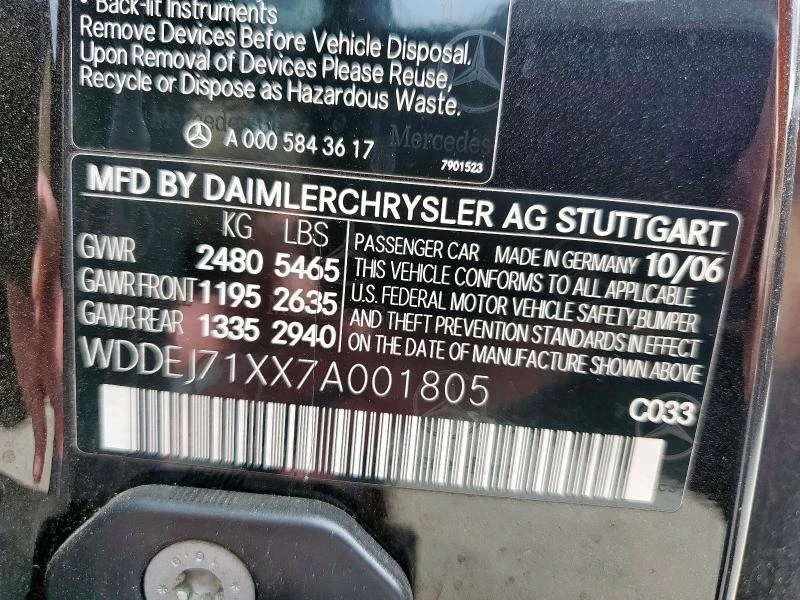 • Back-lit Instruments
Remove Devices Before Vehicle Disposal.
Upon Removal of Devices Please Reuse,
Recycle or Dispose as Hazardous Waste.
A 000 584 36 17
Mercedes
7901523
MFD BY DAIMLERCHRYSLER AG STUTTGART
KG LBS
GVWR 2480 5465
GAWR FRONT 1195 2635
GAWR REAR 1335 2940
PASSENGER CAR MADE IN GERMANY 10/06
THIS VEHICLE CONFORMS TO ALL APPLICABLE
U.S. FEDERAL MOTOR VEHICLE SAFETY,BUMPER
AND THEFT PREVENTION STANDARDS IN EFFECT
ON THE DATE OF MANUFACTURE SHOWN ABOVE
WDDEJ71XX7A001805
C033